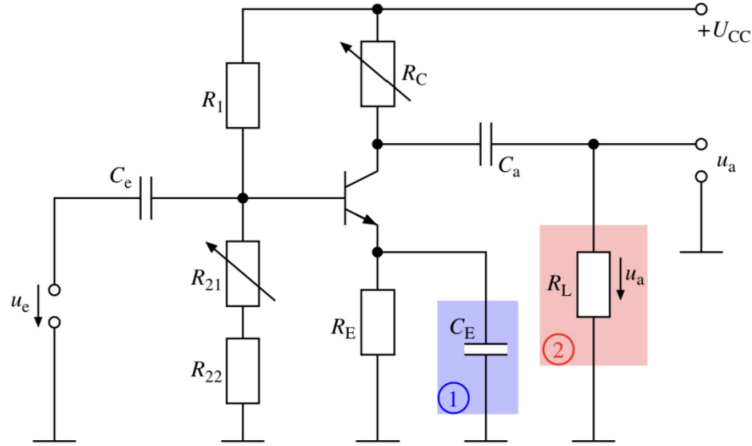 +U_CC
R_C
R_1
C_e
C_a
u_a
R_21
R_L
u_a
u_e
R_E
C_E
2
R_22
1